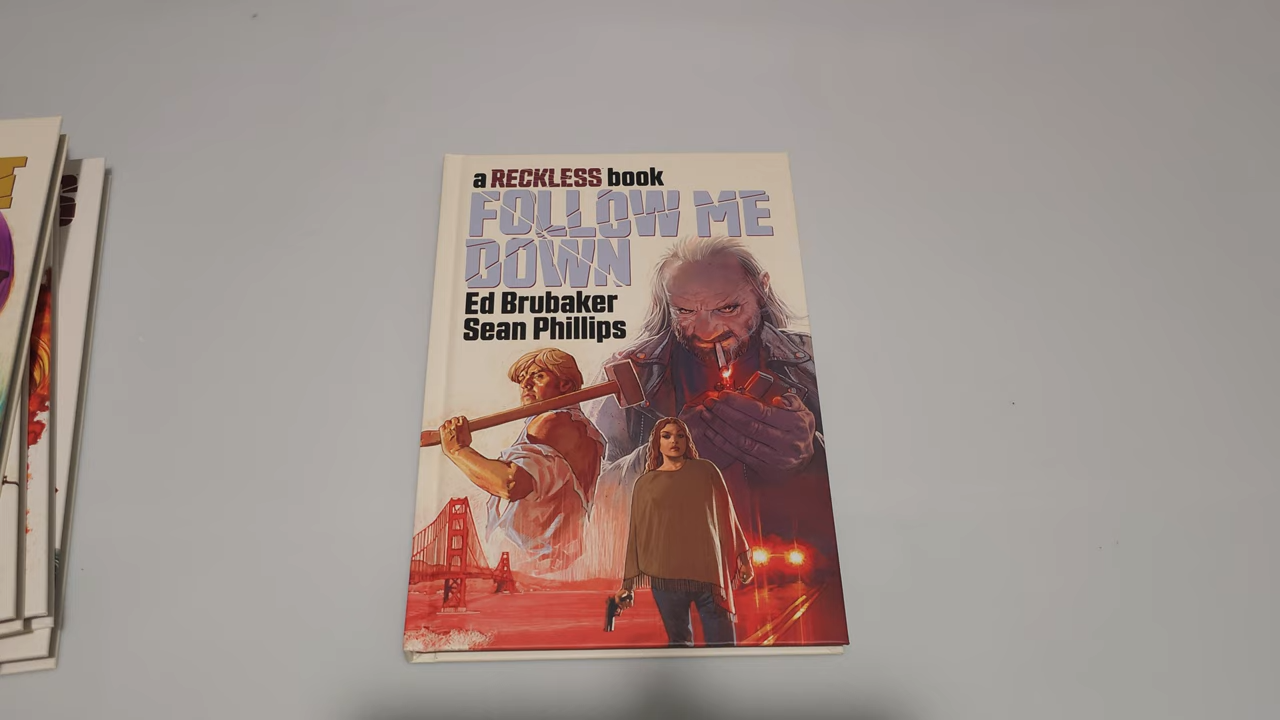 a RECKLESS book
FOLLOW ME
DOWN
Ed Brubaker
Sean Phillips